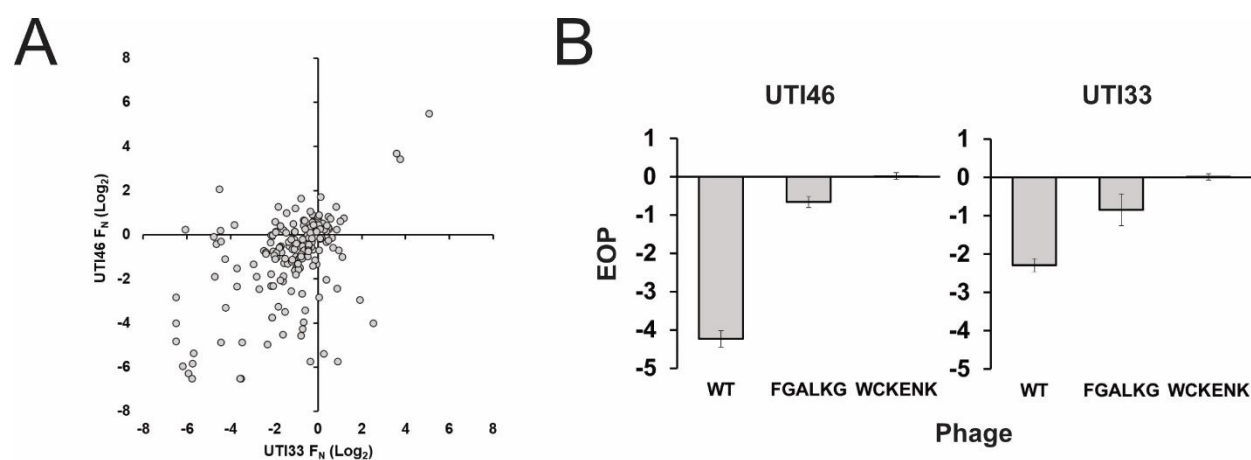 A
8
6
4
2
0
-2
-4
-6
-8
-8 -6 -4 -2 0 2 4 6 8
UTI46 F_N (Log₂)
UTI33 F_N (Log₂)
B
UTI46
1
0
-1
-2
-3
-4
-5
EOP
WT FGALKG WCKENK
UTI33
1
0
-1
-2
-3
-4
-5
WT FGALKG WCKENK
Phage